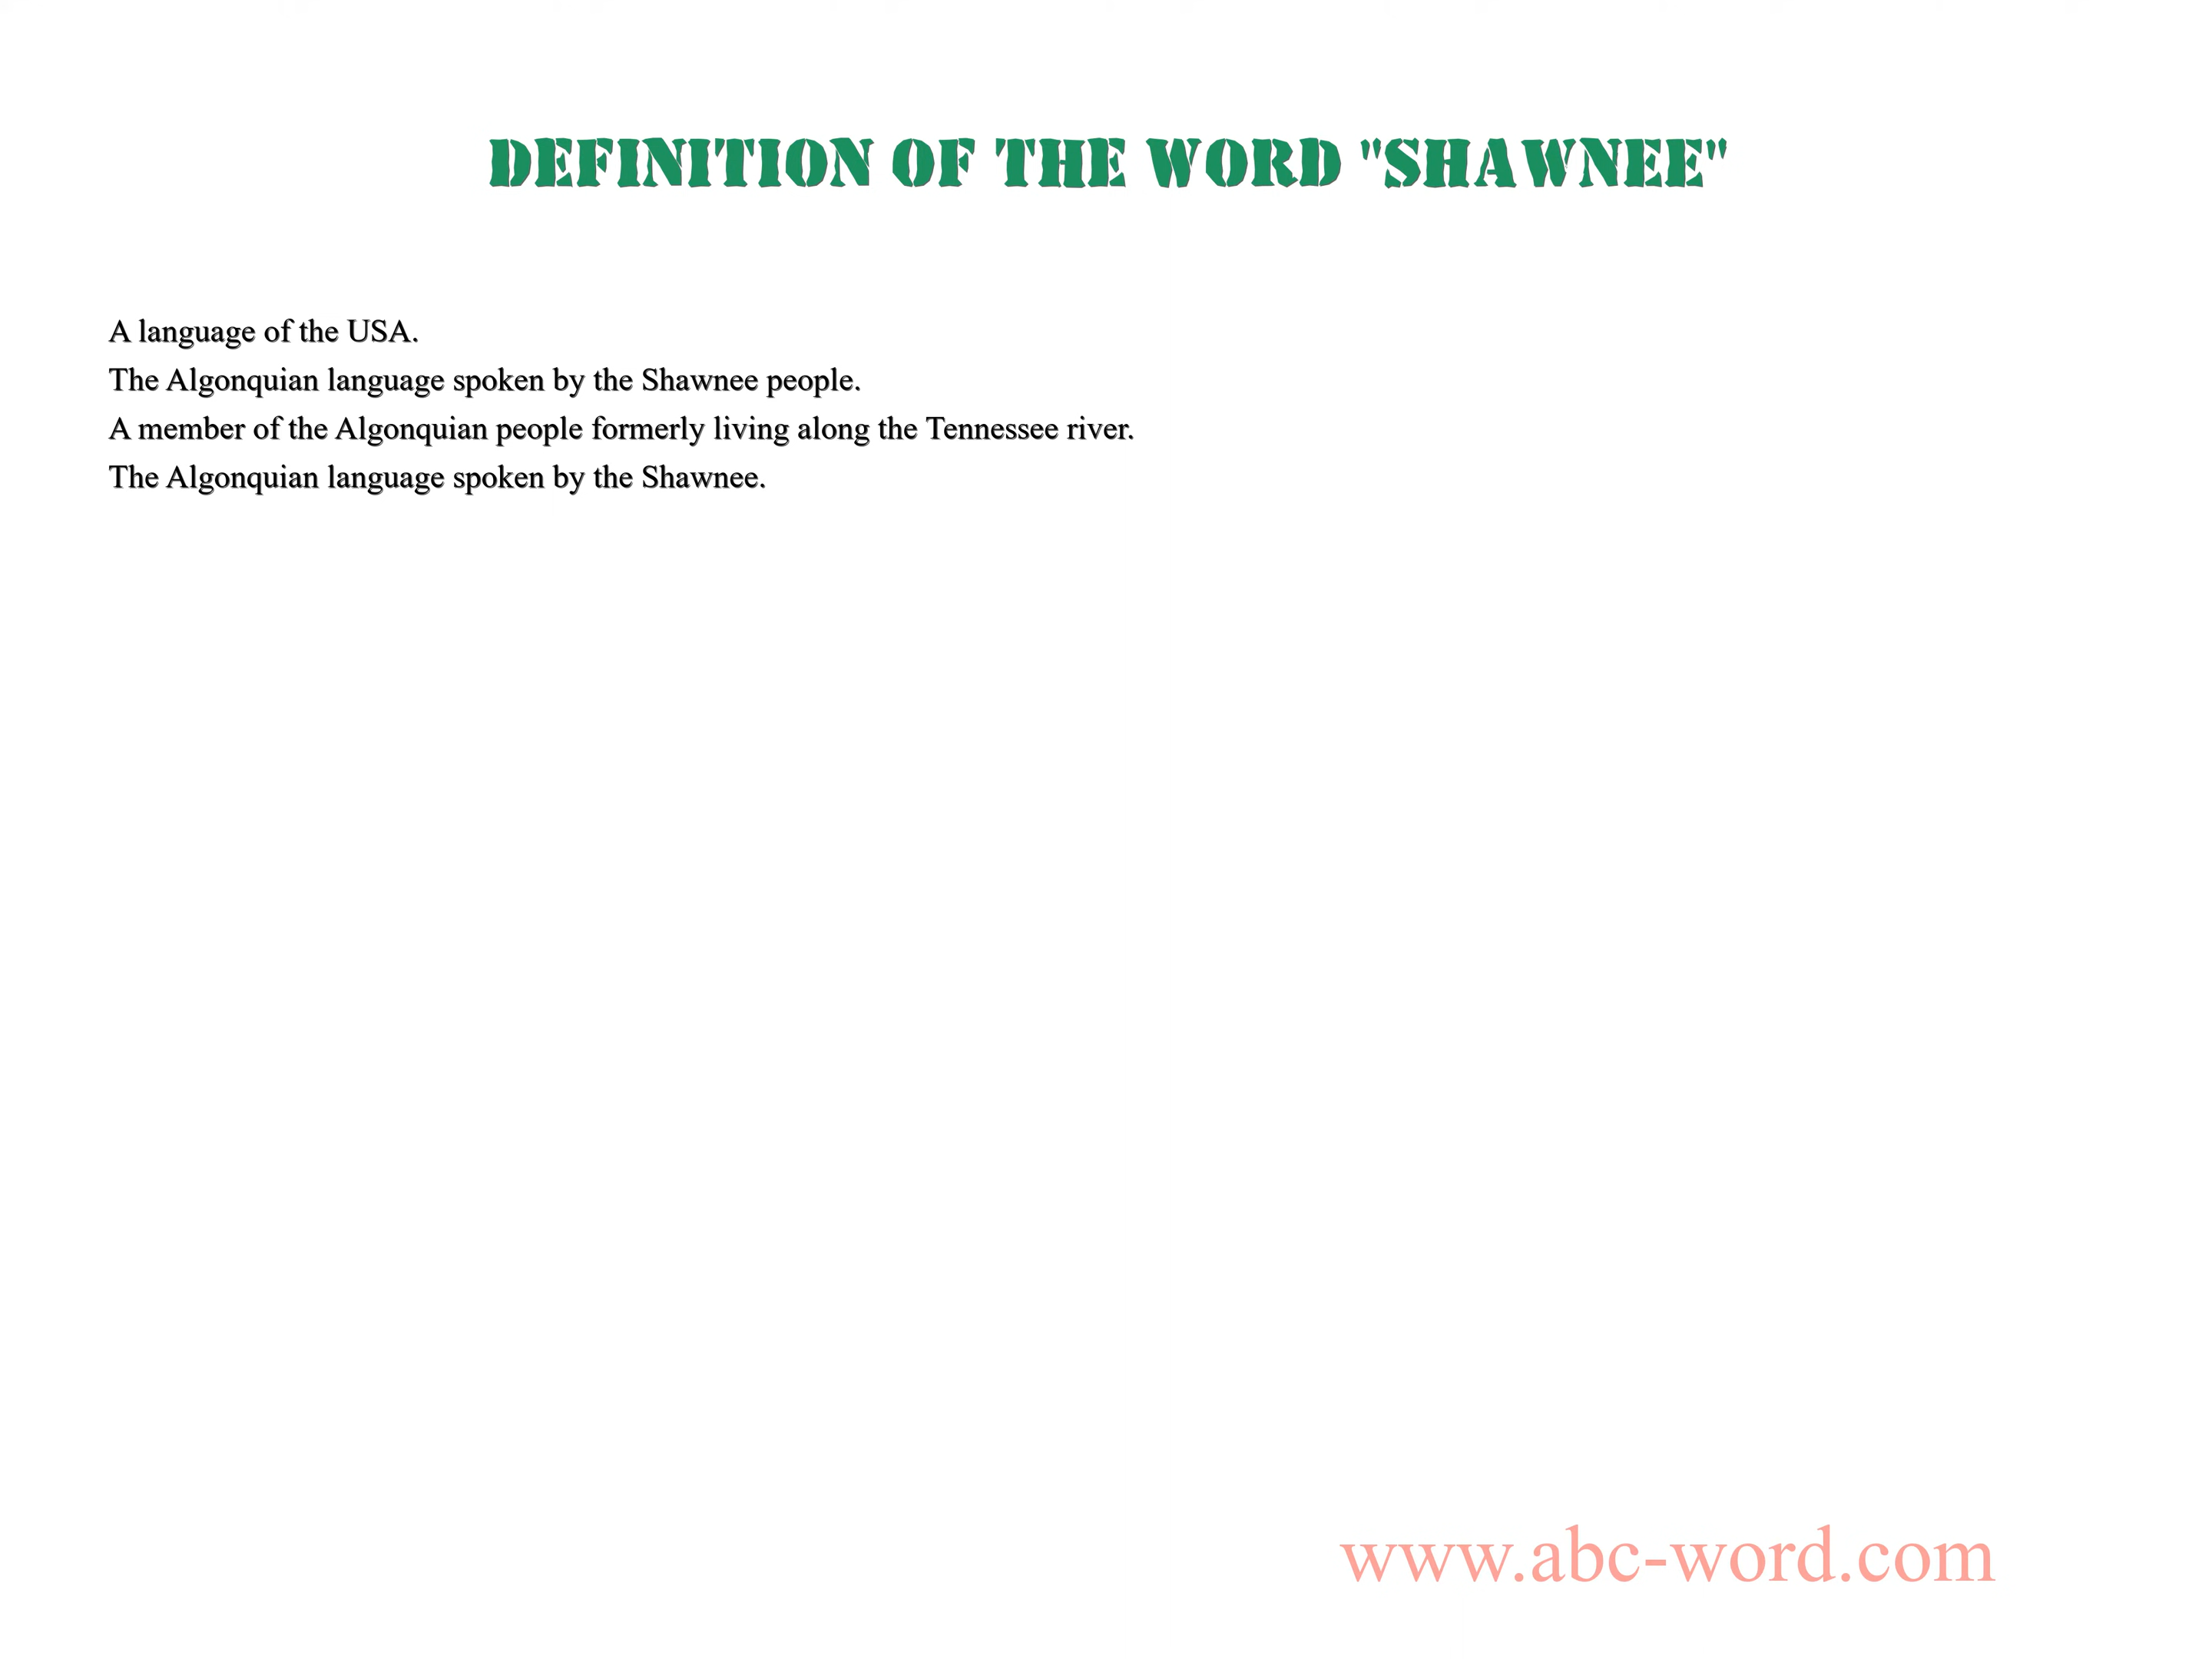 DEFINITION OF THE WORD "SHAWNEE"
A language of the USA.
The Algonquian language spoken by the Shawnee people.
A member of the Algonquian people formerly living along the Tennessee river.
The Algonquian language spoken by the Shawnee.
www.abc-word.com